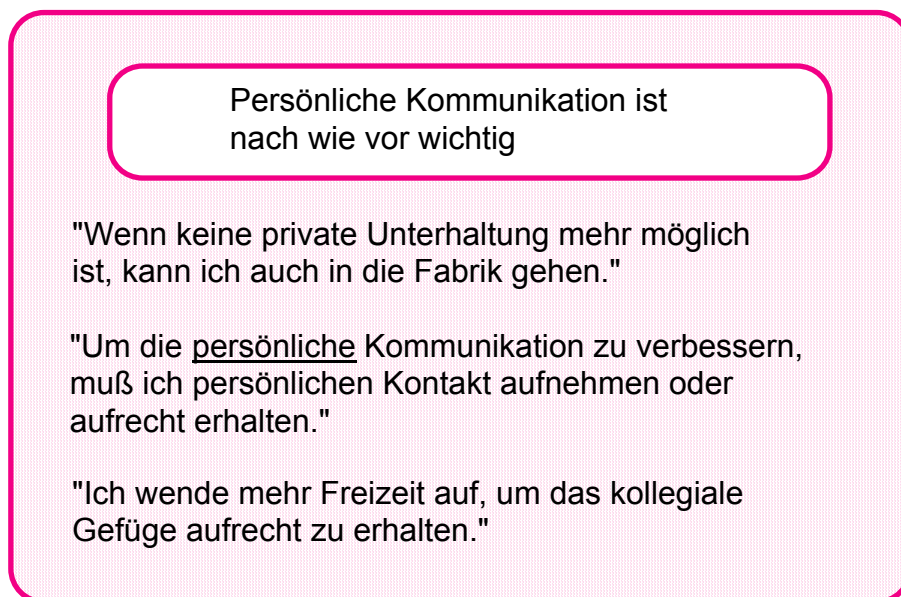 Persönliche Kommunikation ist
nach wie vor wichtig
"Wenn keine private Unterhaltung mehr möglich
ist, kann ich auch in die Fabrik gehen."
"Um die persönliche Kommunikation zu verbessern,
muß ich persönlichen Kontakt aufnehmen oder
aufrecht erhalten."
"Ich wende mehr Freizeit auf, um das kollegiale
Gefüge aufrecht zu erhalten."